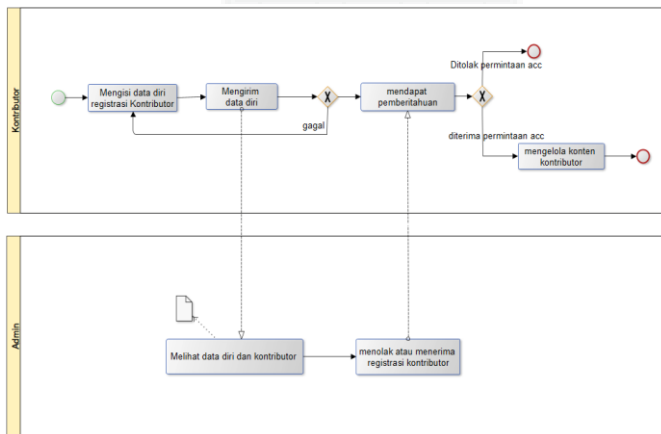 Kontributor
Mengisi data diri
registrasi Kontributor
Mengirim
data diri
X
gagal
mendapat
pemberitahuan
X
Ditolak permintaan acc
diterima permintaan acc
mengelola konten
kontributor
Admin
Melihat data diri dan kontributor
menolak atau menerima
registrasi kontributor